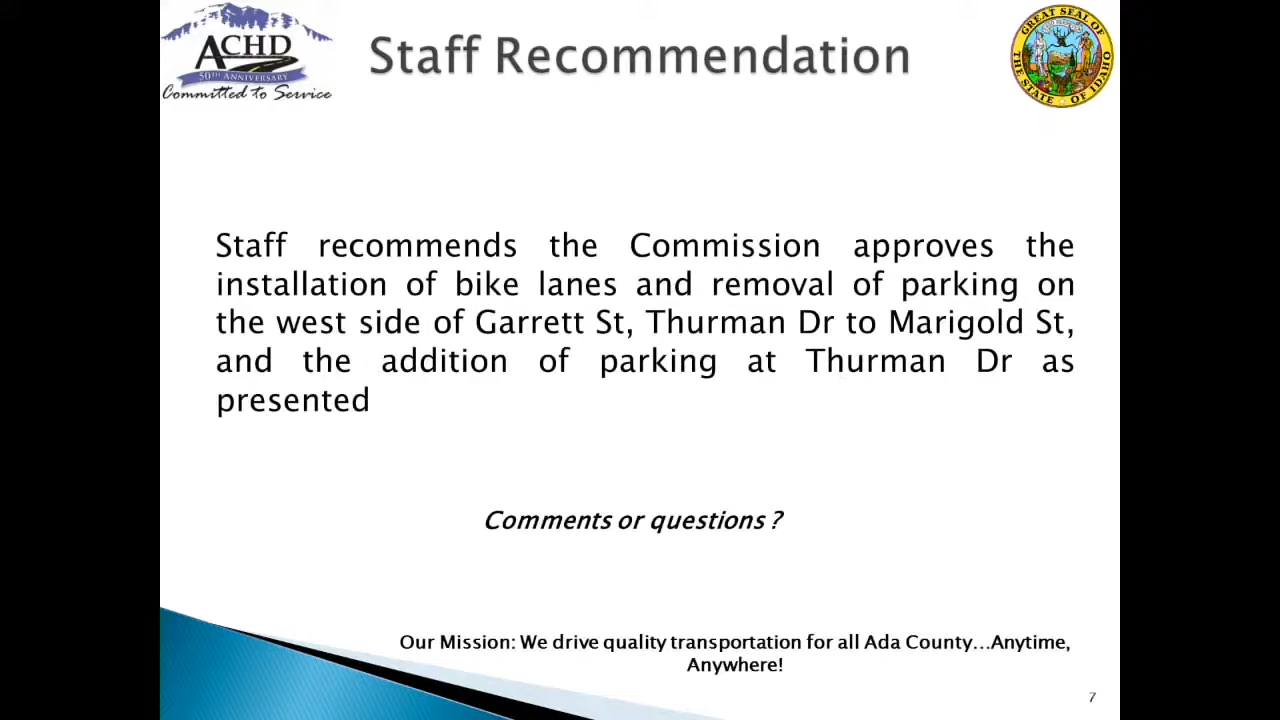 ACHD
50TH ANNIVERSARY
Committed to Service
Staff Recommendation
GREAT SEAL OF THE STATE OF IDAHO
Staff recommends the Commission approves the
installation of bike lanes and removal of parking on
the west side of Garrett St, Thurman Dr to Marigold St,
and the addition of parking at Thurman Dr as
presented
Comments or questions ?
Our Mission: We drive quality transportation for all Ada County...Anytime,
Anywhere!
7